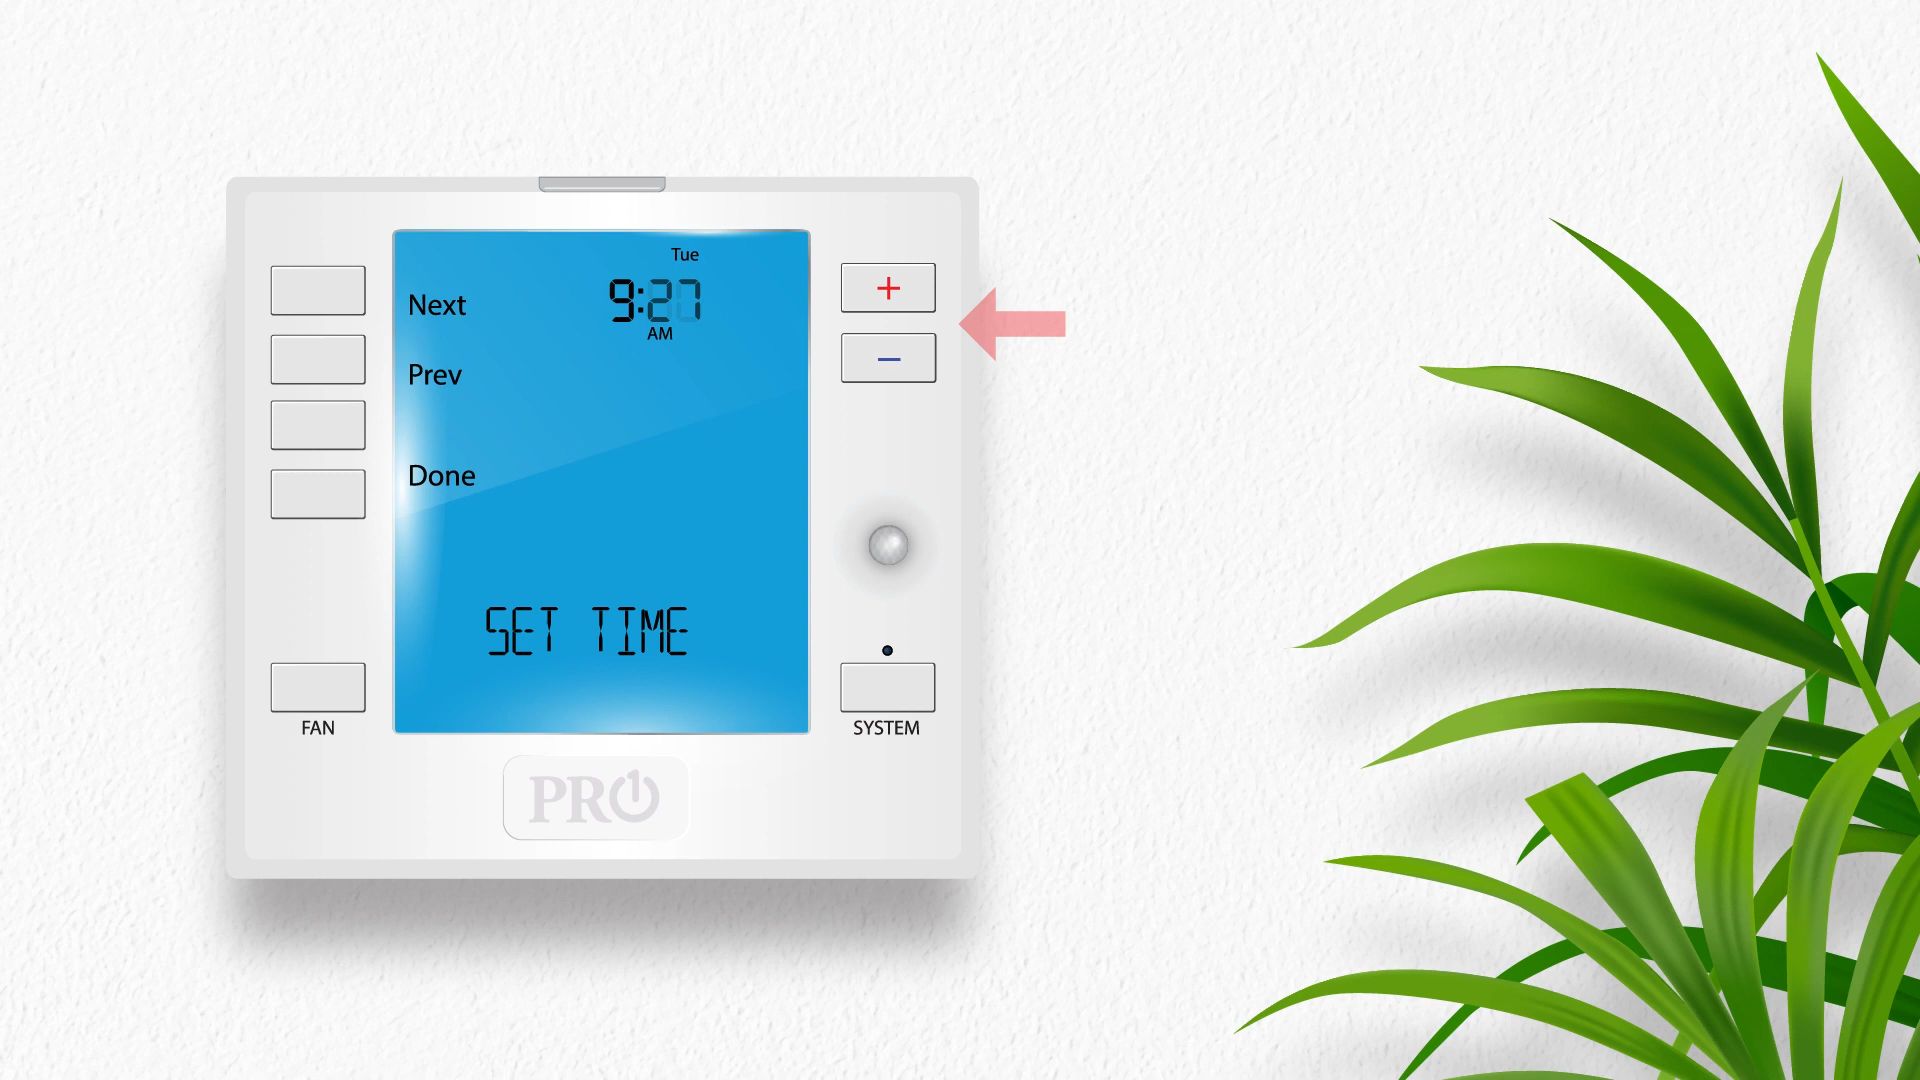 Tue
Next
9:27
AM
Prev
Done
SET TIME
+
−
FAN
SYSTEM
PRO